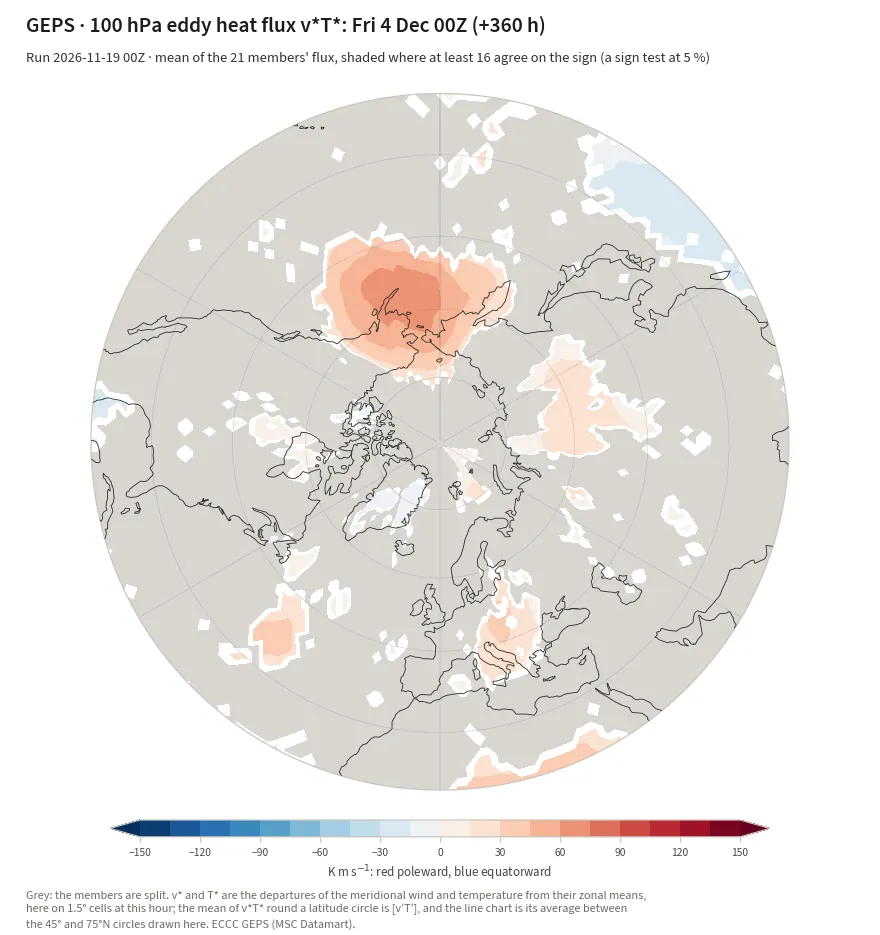 GEPS · 100 hPa eddy heat flux v*T*: Fri 4 Dec 00Z (+360 h)
Run 2026-11-19 00Z · mean of the 21 members' flux, shaded where at least 16 agree on the sign (a sign test at 5 %)
−150 −120 −90 −60 −30 0 30 60 90 120 150
K m s⁻¹: red poleward, blue equatorward
Grey: the members are split. v* and T* are the departures of the meridional wind and temperature from their zonal means,
here on 1.5° cells at this hour; the mean of v*T* round a latitude circle is [v'T'], and the line chart is its average between
the 45° and 75°N circles drawn here. ECCC GEPS (MSC Datamart).